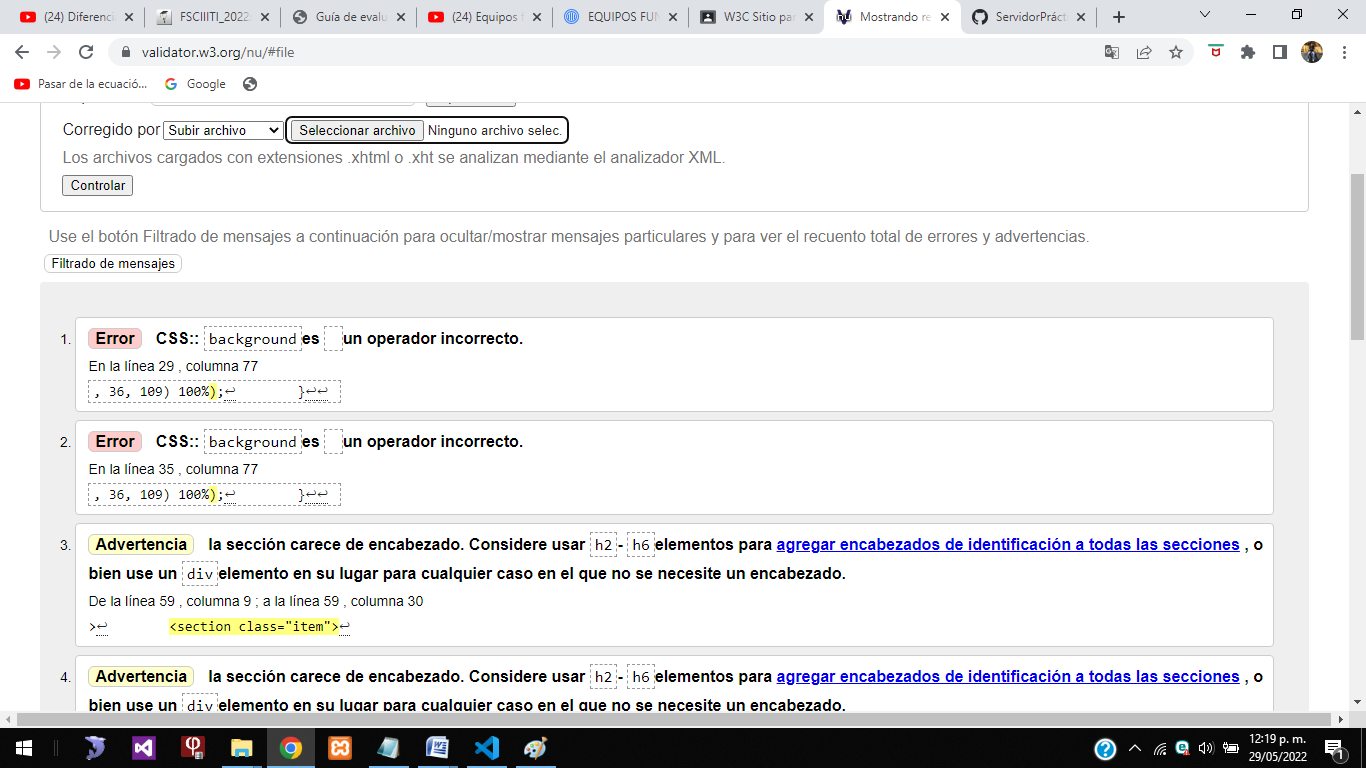 (24) Diferenci
FSCIIITI_2022
Guía de evalu
(24) Equipos f
EQUIPOS FUN
W3C Sitio par
Mostrando re
ServidorPrácti
validator.w3.org/nu/#file
Pasar de la ecuació...
Google
Corregido por Subir archivo Seleccionar archivo Ninguno archivo selec.
Los archivos cargados con extensiones .xhtml o .xht se analizan mediante el analizador XML.
Controlar
Use el botón Filtrado de mensajes a continuación para ocultar/mostrar mensajes particulares y para ver el recuento total de errores y advertencias.
Filtrado de mensajes
1. Error CSS:: background es un operador incorrecto.
En la línea 29 , columna 77
, 36, 109) 100%);↩ }↩↩
2. Error CSS:: background es un operador incorrecto.
En la línea 35 , columna 77
, 36, 109) 100%);↩ }↩↩
3. Advertencia la sección carece de encabezado. Considere usar h2 - h6 elementos para agregar encabezados de identificación a todas las secciones , o
bien use un div elemento en su lugar para cualquier caso en el que no se necesite un encabezado.
De la línea 59 , columna 9 ; a la línea 59 , columna 30
>↩ <section class="item">↩
4. Advertencia la sección carece de encabezado. Considere usar h2 - h6 elementos para agregar encabezados de identificación a todas las secciones , o
bien use un div elemento en su lugar para cualquier caso en el que no se necesite un encabezado.
12:19 p. m.
29/05/2022
1